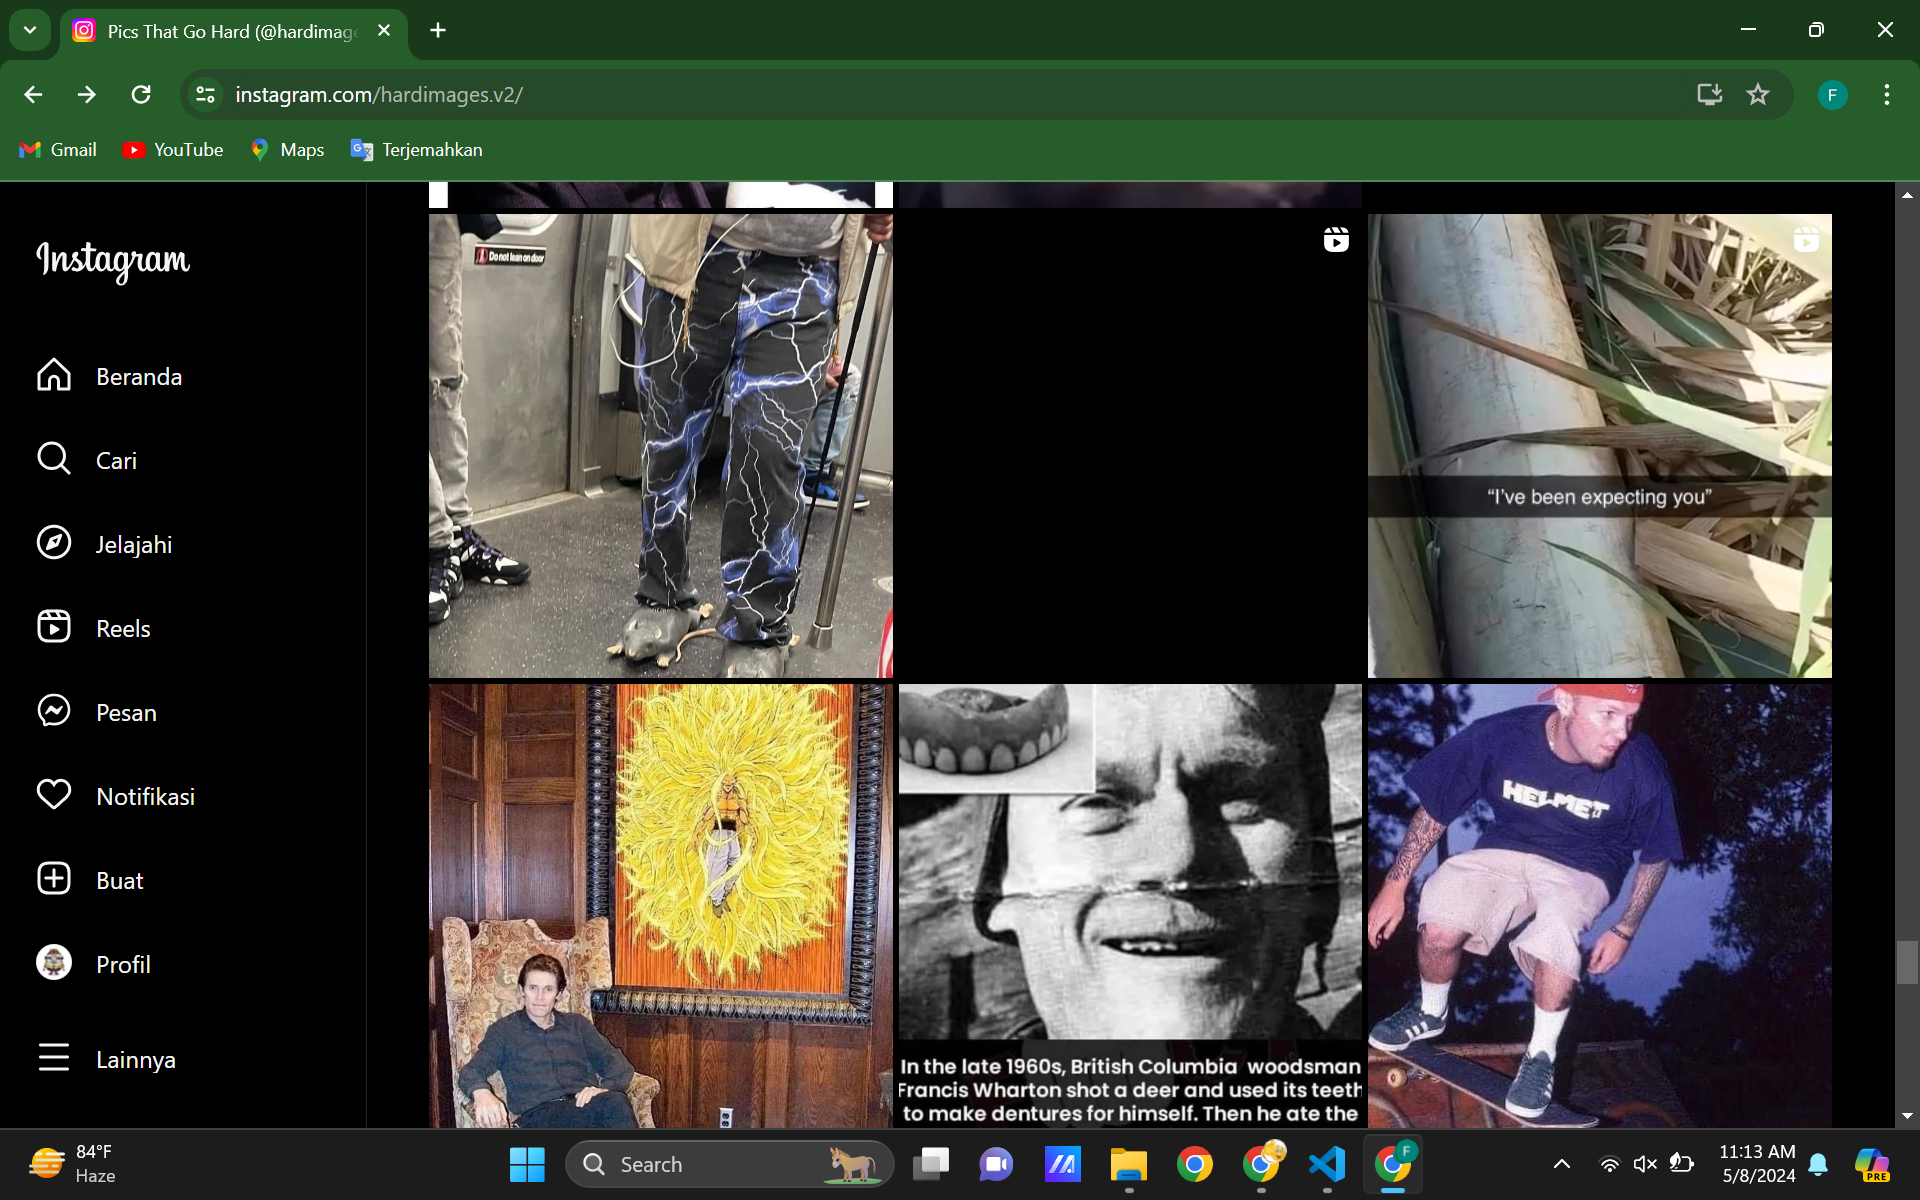 Pics That Go Hard (@hardimage
instagram.com/hardimages.v2/
Gmail
YouTube
Maps
Terjemahkan
F
Instagram
Beranda
Cari
Jelajahi
Reels
Pesan
Notifikasi
Buat
Profil
Lainnya
Do not lean on door
“I’ve been expecting you”
HELMET
In the late 1960s, British Columbia woodsman
Francis Wharton shot a deer and used its teeth
to make dentures for himself. Then he ate the
84°F
Haze
Search
F
11:13 AM
5/8/2024
PRE